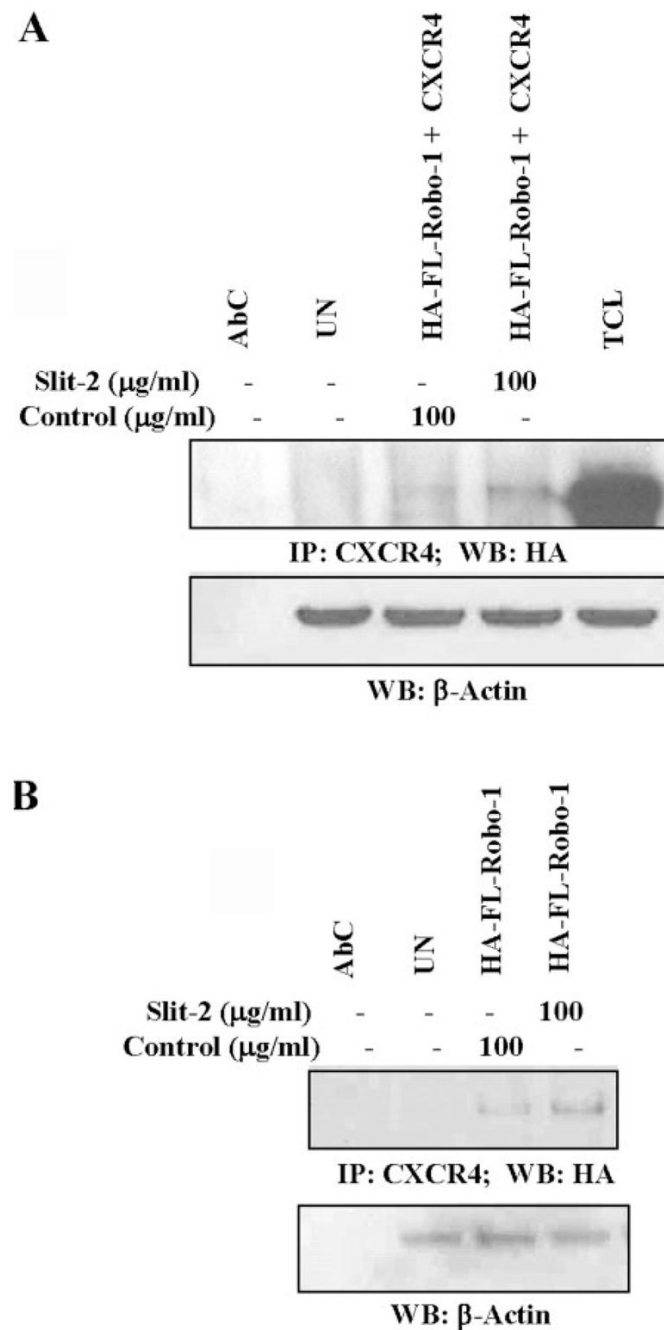 A
AbC
UN
HA-FL-Robo-1 + CXCR4
HA-FL-Robo-1 + CXCR4
TCL
Slit-2 (μg/ml) - - - 100
Control (μg/ml) - - 100 -
IP: CXCR4; WB: HA
WB: β-Actin
B
AbC
UN
HA-FL-Robo-1
HA-FL-Robo-1
Slit-2 (μg/ml) - - - 100
Control (μg/ml) - - 100 -
IP: CXCR4; WB: HA
WB: β-Actin